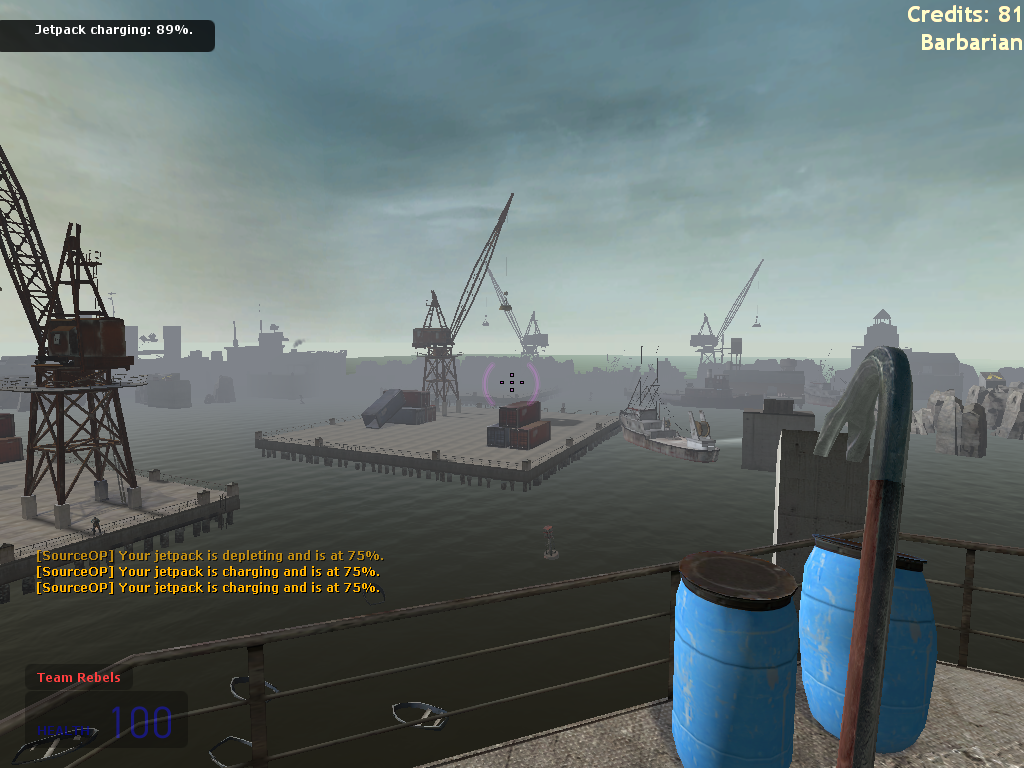 Jetpack charging: 89%.
Credits: 81
Barbarian
[SourceOP] Your jetpack is depleting and is at 75%.
[SourceOP] Your jetpack is charging and is at 75%.
[SourceOP] Your jetpack is charging and is at 75%.
Team Rebels
HEALTH 100